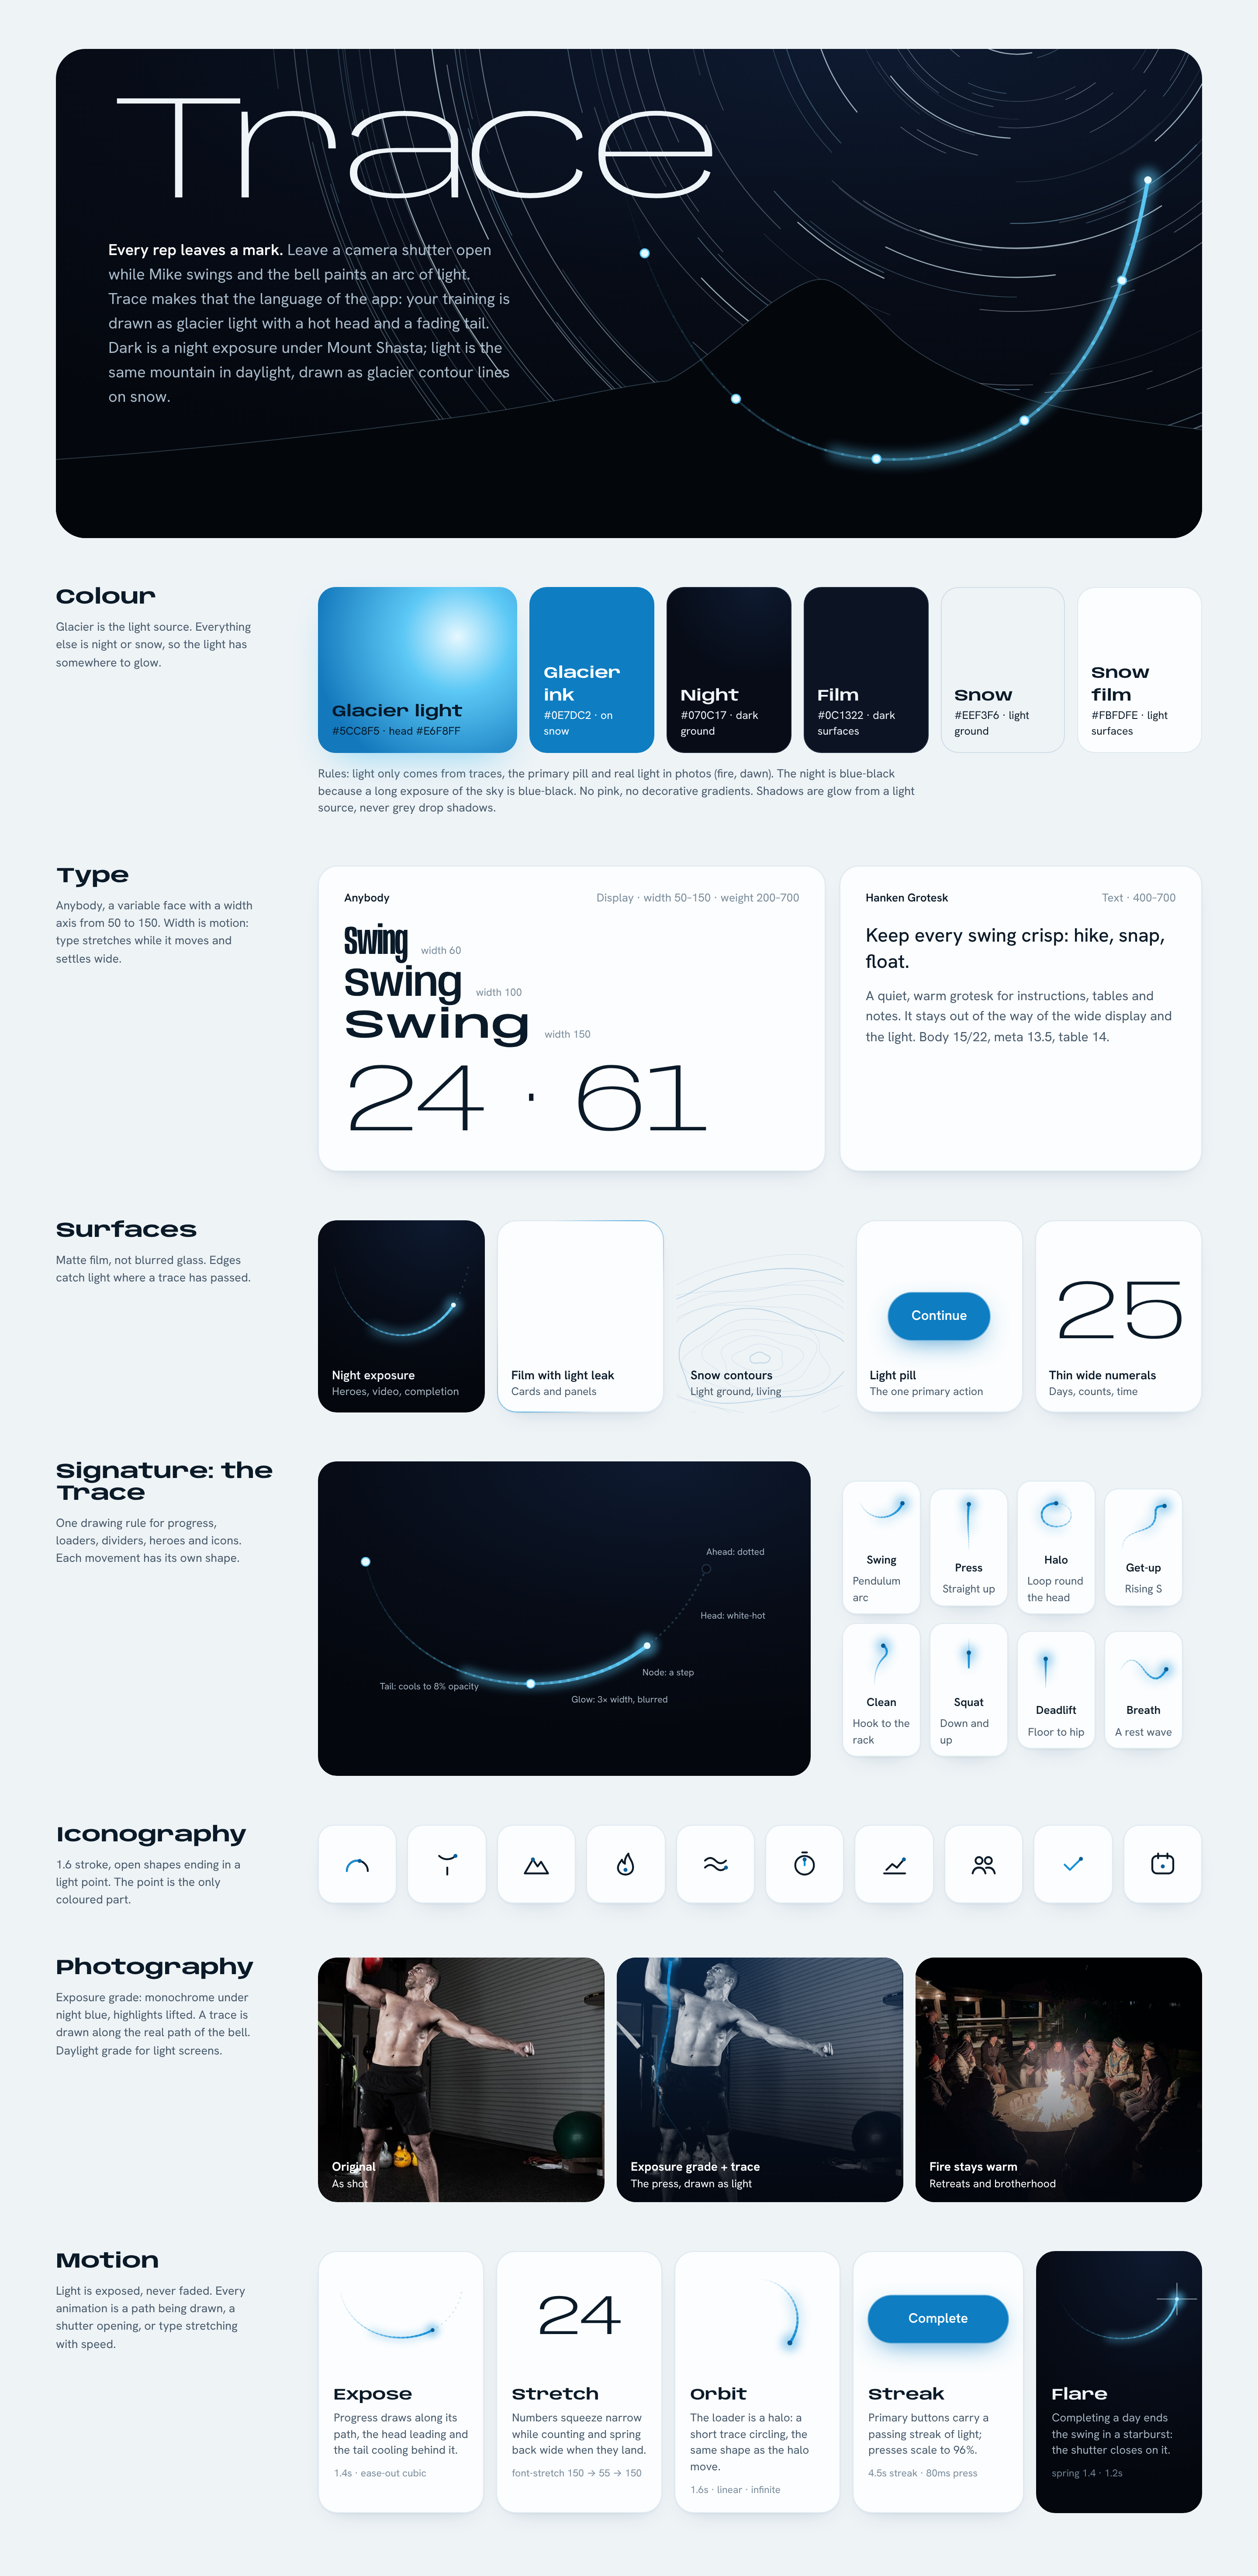 Trace
Every rep leaves a mark. Leave a camera shutter open
while Mike swings and the bell paints an arc of light.
Trace makes that the language of the app: your training is
drawn as glacier light with a hot head and a fading tail.
Dark is a night exposure under Mount Shasta; light is the
same mountain in daylight, drawn as glacier contour lines
on snow.
Colour
Glacier is the light source. Everything
else is night or snow, so the light has
somewhere to glow.
Glacier light
#5CC8F5 · head #E6F8FF
Glacier
ink
#0E7DC2 · on
snow
Night
#070C17 · dark
ground
Film
#0C1322 · dark
surfaces
Snow
#EEF3F6 · light
ground
Snow
film
#FBFDFE · light
surfaces
Rules: light only comes from traces, the primary pill and real light in photos (fire, dawn). The night is blue-black
because a long exposure of the sky is blue-black. No pink, no decorative gradients. Shadows are glow from a light
source, never grey drop shadows.
Type
Anybody, a variable face with a width
axis from 50 to 150. Width is motion:
type stretches while it moves and
settles wide.
Anybody
Display · width 50–150 · weight 200–700
Swing width 60
Swing width 100
Swing width 150
24 · 61
Hanken Grotesk
Text · 400–700
Keep every swing crisp: hike, snap,
float.
A quiet, warm grotesk for instructions, tables and
notes. It stays out of the way of the wide display and
the light. Body 15/22, meta 13.5, table 14.
Surfaces
Matte film, not blurred glass. Edges
catch light where a trace has passed.
Night exposure
Heroes, video, completion
Film with light leak
Cards and panels
Snow contours
Light ground, living
Continue
Light pill
The one primary action
25
Thin wide numerals
Days, counts, time
Signature: the
Trace
One drawing rule for progress,
loaders, dividers, heroes and icons.
Each movement has its own shape.
Ahead: dotted
Head: white-hot
Node: a step
Tail: cools to 8% opacity
Glow: 3× width, blurred
Swing
Pendulum
arc
Press
Straight up
Halo
Loop round
the head
Get-up
Rising S
Clean
Hook to the
rack
Squat
Down and
up
Deadlift
Floor to hip
Breath
A rest wave
Iconography
1.6 stroke, open shapes ending in a
light point. The point is the only
coloured part.
Photography
Exposure grade: monochrome under
night blue, highlights lifted. A trace is
drawn along the real path of the bell.
Daylight grade for light screens.
Original
As shot
Exposure grade + trace
The press, drawn as light
Fire stays warm
Retreats and brotherhood
Motion
Light is exposed, never faded. Every
animation is a path being drawn, a
shutter opening, or type stretching
with speed.
Expose
Progress draws along its
path, the head leading and
the tail cooling behind it.
1.4s · ease-out cubic
24
Stretch
Numbers squeeze narrow
while counting and spring
back wide when they land.
font-stretch 150 → 55 → 150
Orbit
The loader is a halo: a
short trace circling, the
same shape as the halo
move.
1.6s · linear · infinite
Complete
Streak
Primary buttons carry a
passing streak of light;
presses scale to 96%.
4.5s streak · 80ms press
Flare
Completing a day ends
the swing in a starburst:
the shutter closes on it.
spring 1.4 · 1.2s